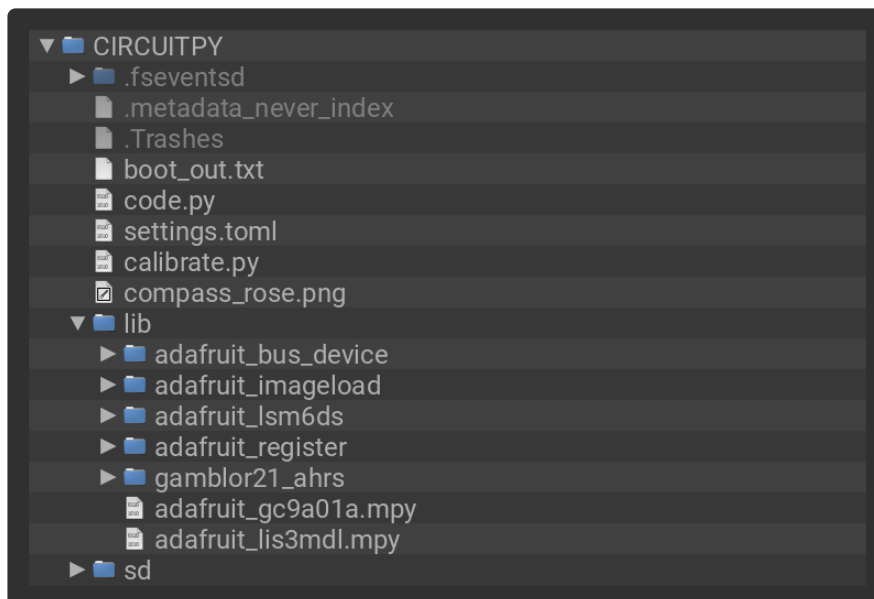 CIRCUITPY
.fseventsd
.metadata_never_index
.Trashes
boot_out.txt
code.py
settings.toml
calibrate.py
compass_rose.png
lib
adafruit_bus_device
adafruit_imageload
adafruit_lsm6ds
adafruit_register
gamblor21_ahrs
adafruit_gc9a01a.mpy
adafruit_lis3mdl.mpy
sd